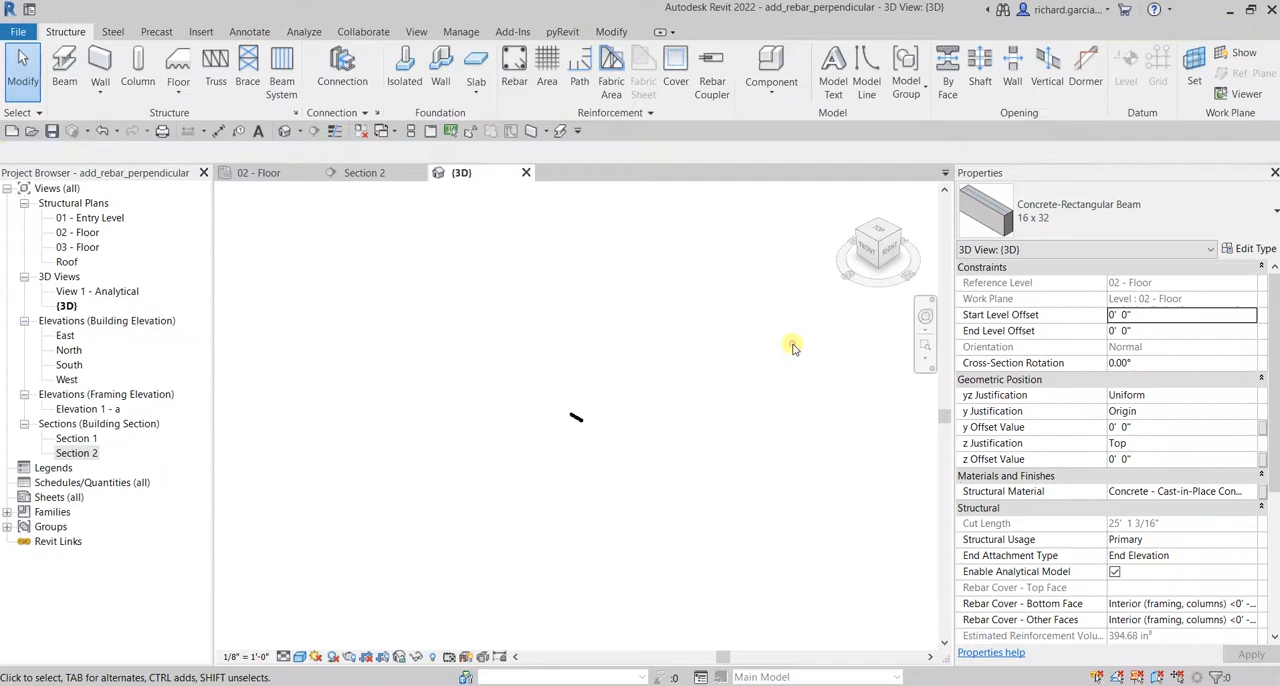 Autodesk Revit 2022 - add_rebar_perpendicular - 3D View: {3D}
richard.garcia...
File Structure Steel Precast Insert Annotate Analyze Collaborate View Manage Add-Ins pyRevit Modify
Modify Beam Wall Column Floor Truss Brace Beam System Connection Isolated Wall Slab Rebar Area Path Fabric Area Fabric Sheet Cover Rebar Coupler Component Model Text Model Line Model Group By Face Shaft Wall Vertical Dormer Level Grid Set Show Ref Plane Viewer
Select Structure Connection Foundation Reinforcement Model Opening Datum Work Plane
Project Browser - add_rebar_perpendicular
02 - Floor
Section 2
{3D}
Properties
Views (all)
Structural Plans
01 - Entry Level
02 - Floor
03 - Floor
Roof
3D Views
View 1 - Analytical
{3D}
Elevations (Building Elevation)
East
North
South
West
Elevations (Framing Elevation)
Elevation 1 - a
Sections (Building Section)
Section 1
Section 2
Legends
Schedules/Quantities (all)
Sheets (all)
Families
Groups
Revit Links
TOP
FRONT
RIGHT
Concrete-Rectangular Beam
16 x 32
3D View: {3D}
Edit Type
Constraints
Reference Level 02 - Floor
Work Plane Level : 02 - Floor
Start Level Offset 0' 0"
End Level Offset 0' 0"
Orientation Normal
Cross-Section Rotation 0.00°
Geometric Position
yz Justification Uniform
y Justification Origin
y Offset Value 0' 0"
z Justification Top
z Offset Value 0' 0"
Materials and Finishes
Structural Material Concrete - Cast-in-Place Con...
Structural
Cut Length 25' 1 3/16"
Structural Usage Primary
End Attachment Type End Elevation
Enable Analytical Model
Rebar Cover - Top Face
Rebar Cover - Bottom Face Interior (framing, columns) <0' -...
Rebar Cover - Other Faces Interior (framing, columns) <0' -...
Estimated Reinforcement Volu... 394.68 in³
Properties help
Apply
1/8" = 1'-0"
Click to select, TAB for alternates, CTRL adds, SHIFT unselects.
:0
Main Model
:0